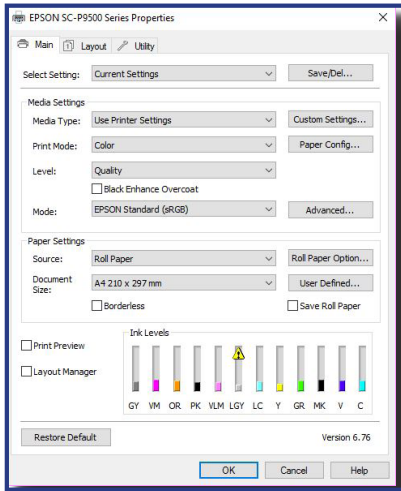 EPSON SC-P9500 Series Properties
Main
1
Layout
Utility
Select Setting: Current Settings Save/Del...
Media Settings
Media Type: Use Printer Settings Custom Settings...
Print Mode: Color Paper Config...
Level: Quality
Black Enhance Overcoat
Mode: EPSON Standard (sRGB) Advanced...
Paper Settings
Source: Roll Paper Roll Paper Option...
Document Size: A4 210 x 297 mm User Defined...
Borderless Save Roll Paper
Ink Levels
Print Preview
Layout Manager
GY VM OR PK VLM LGY LC Y GR MK V C
Restore Default Version 6.76
OK Cancel Help